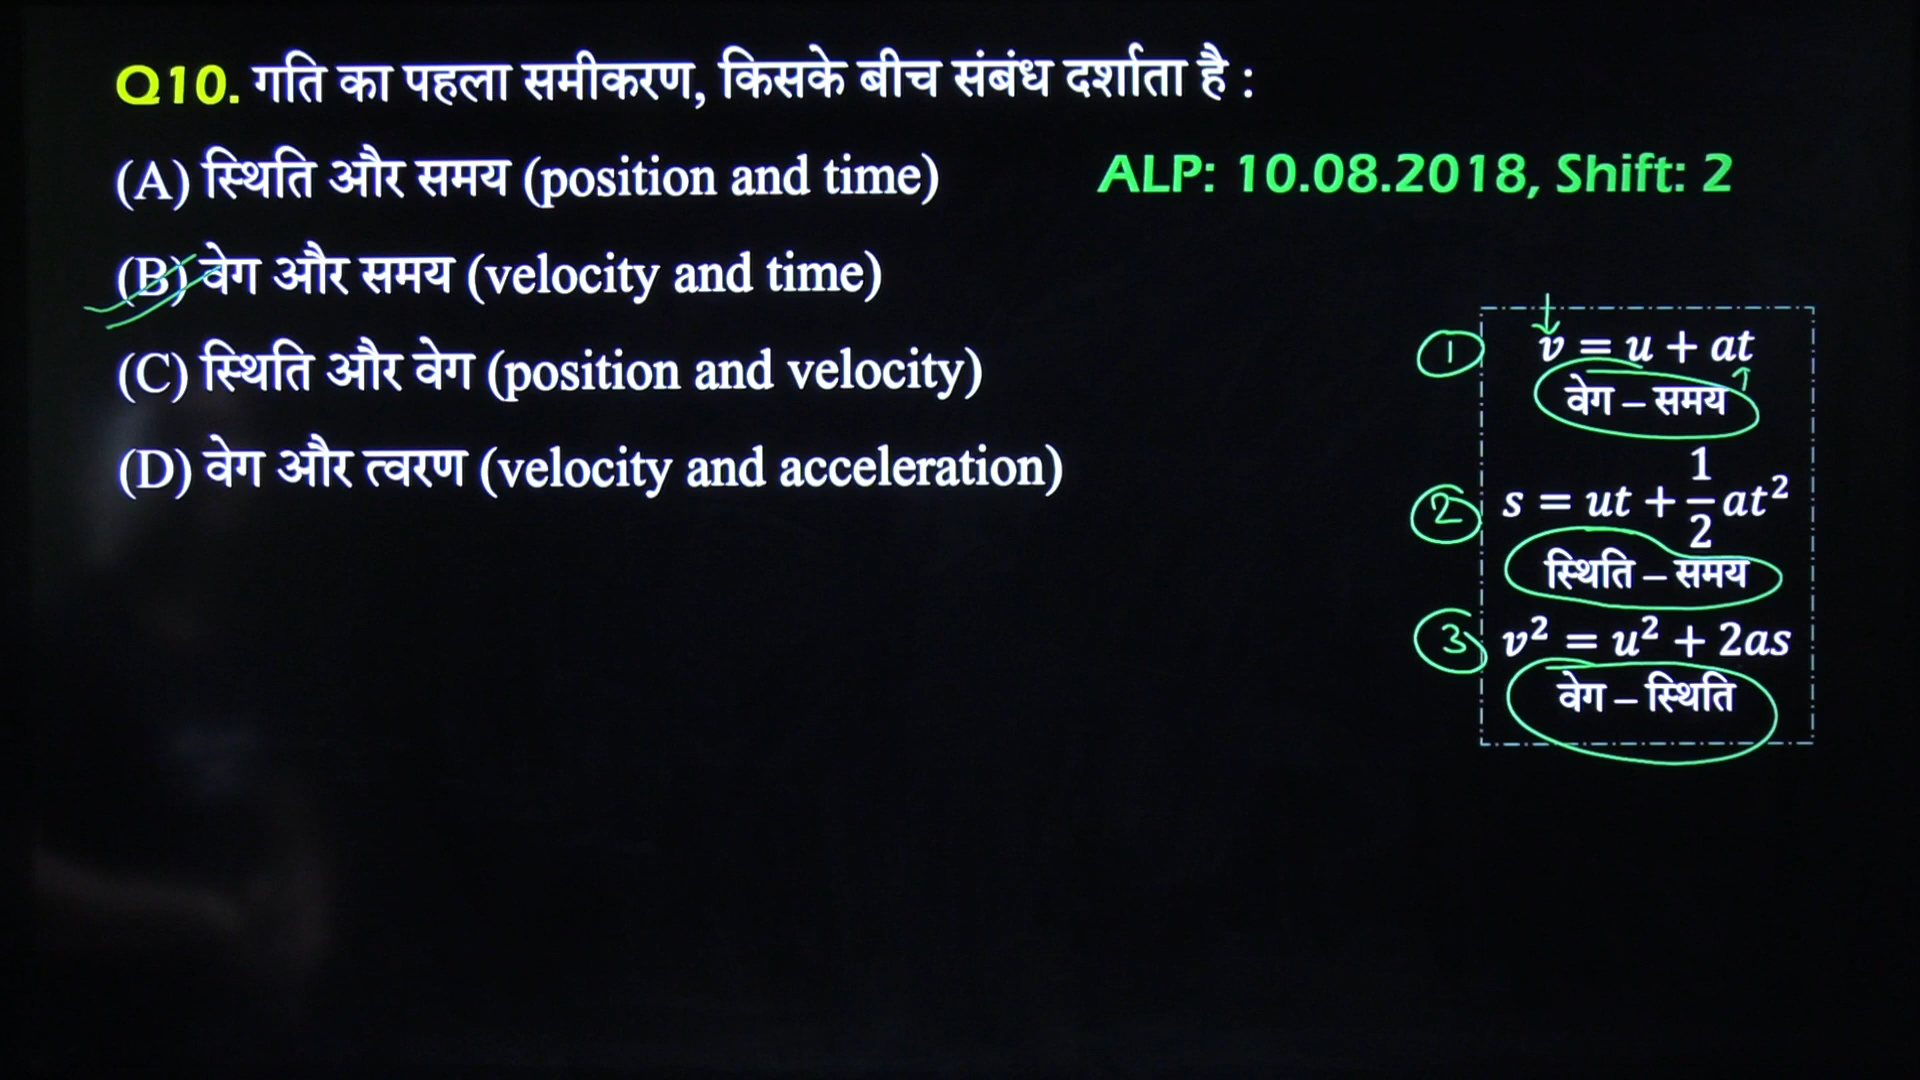 Q10. गति का पहला समीकरण, किसके बीच संबंध दर्शाता है :
(A) स्थिति और समय (position and time)
ALP: 10.08.2018, Shift: 2
(B) वेग और समय (velocity and time)
(C) स्थिति और वेग (position and velocity)
(D) वेग और त्वरण (velocity and acceleration)
1 v = u + at
वेग – समय
2 s = ut + 1/2 at²
स्थिति – समय
3 v² = u² + 2as
वेग – स्थिति